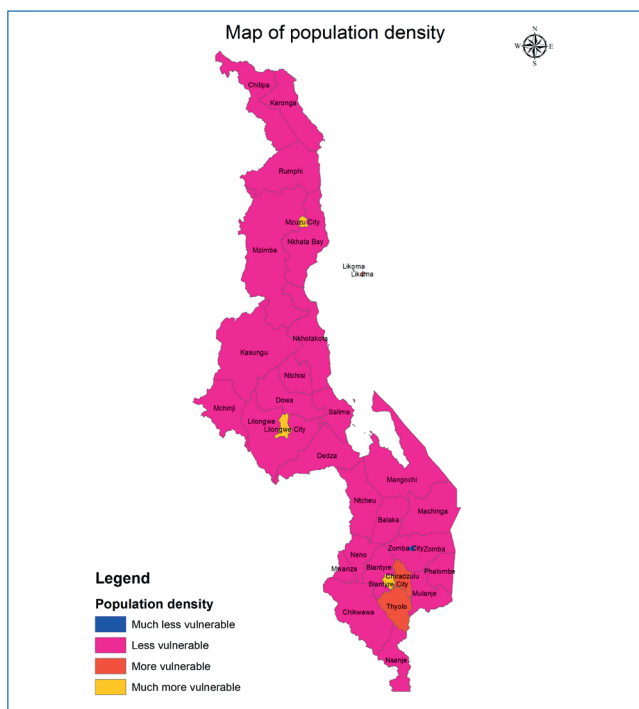 Map of population density
N
W E
S
Chitipa
Karonga
Rumphi
Mzuzu City
Nkhata Bay
Mzimba
Likoma
Likoma
Nkhotakota
Kasungu
Ntchisi
Dowa
Mchinji
Salima
Lilongwe
Lilongwe City
Dedza
Mangochi
Ntcheu
Machinga
Balaka
Zomba City Zomba
Neno
Blantyre
Mwanza
Phalombe
Chiradzulu
Blantyre City
Mulanje
Thyolo
Chikwawa
Nsanje
Legend
Population density
Much less vulnerable
Less vulnerable
More vulnerable
Much more vulnerable